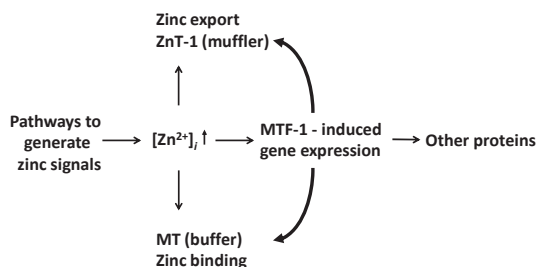 Zinc export
ZnT-1 (muffler)
Pathways to
generate
zinc signals
[Zn²⁺]ᵢ ↑
MTF-1 - induced
gene expression
Other proteins
MT (buffer)
Zinc binding